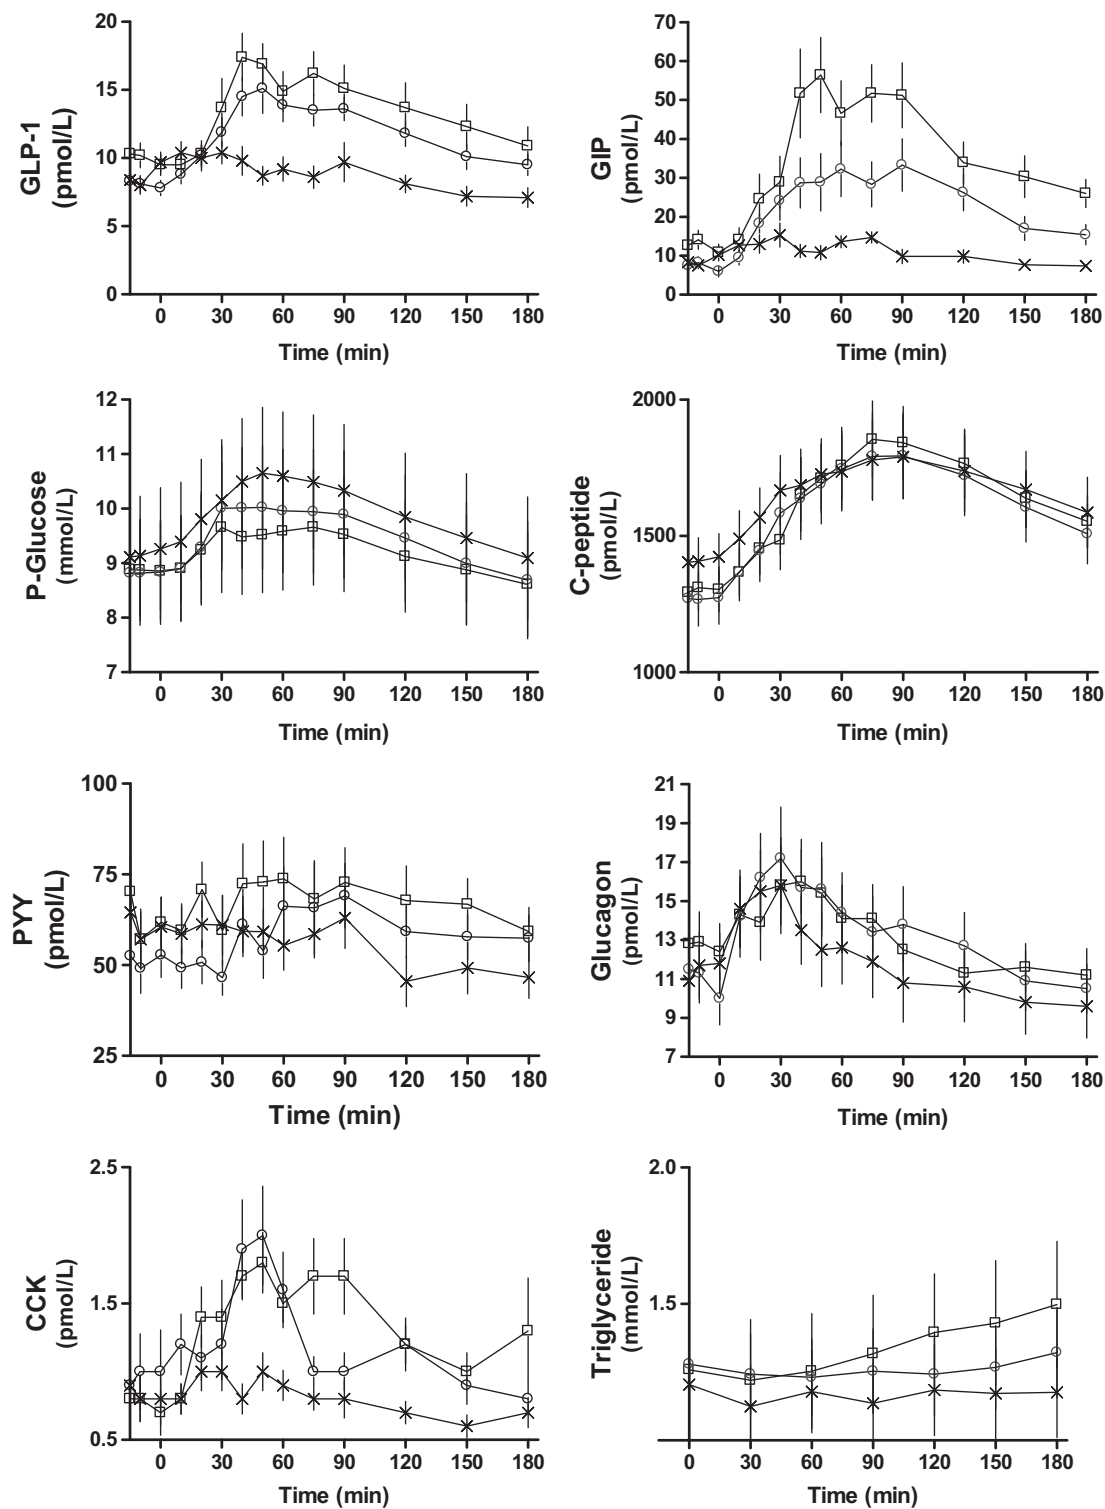 GLP-1
(pmol/L)
20
15
10
5
0
0 30 60 90 120 150 180
Time (min)
GIP
(pmol/L)
70
60
50
40
30
20
10
0
0 30 60 90 120 150 180
Time (min)
P-Glucose
(mmol/L)
12
11
10
9
8
7
0 30 60 90 120 150 180
Time (min)
C-peptide
(pmol/L)
2000
1500
1000
0 30 60 90 120 150 180
Time (min)
PYY
(pmol/L)
100
75
50
25
0 30 60 90 120 150 180
Time (min)
Glucagon
(pmol/L)
21
19
17
15
13
11
9
7
0 30 60 90 120 150 180
Time (min)
CCK
(pmol/L)
2.5
1.5
0.5
0 30 60 90 120 150 180
Time (min)
Triglyceride
(mmol/L)
2.0
1.5
0 30 60 90 120 150 180
Time (min)